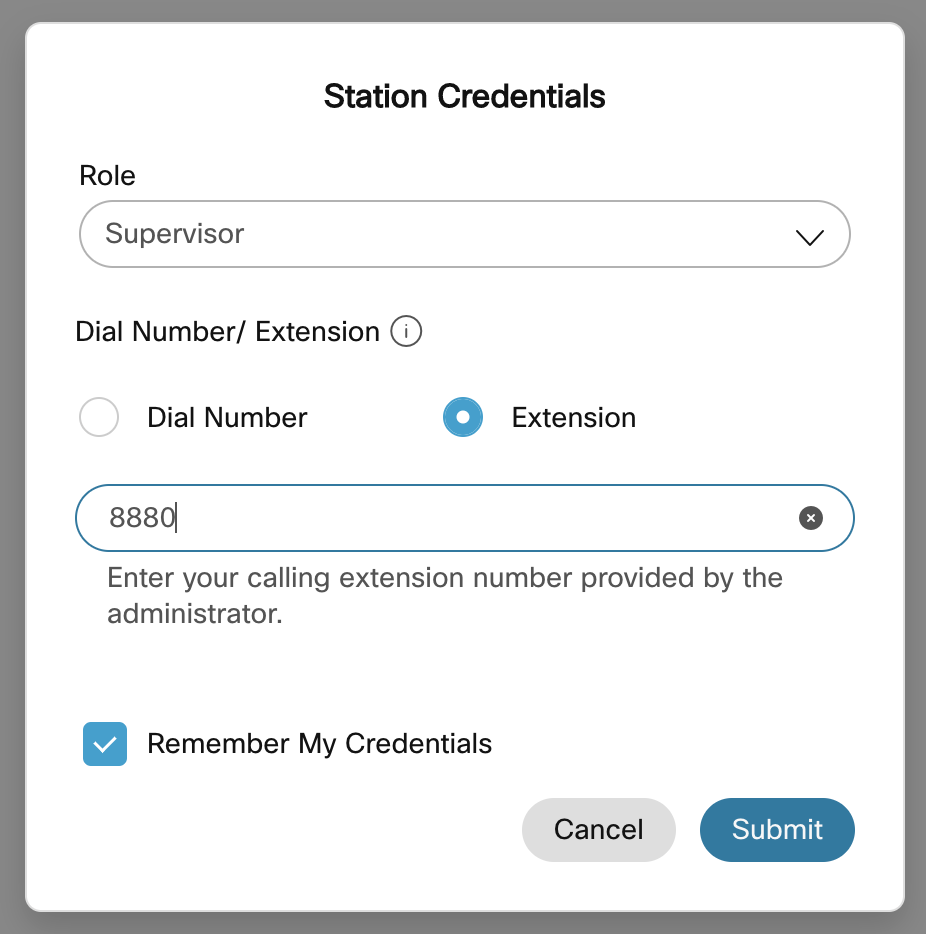 Station Credentials
Role
Supervisor
Dial Number/ Extension
Dial Number
Extension
8880
Enter your calling extension number provided by the
administrator.
Remember My Credentials
Cancel
Submit